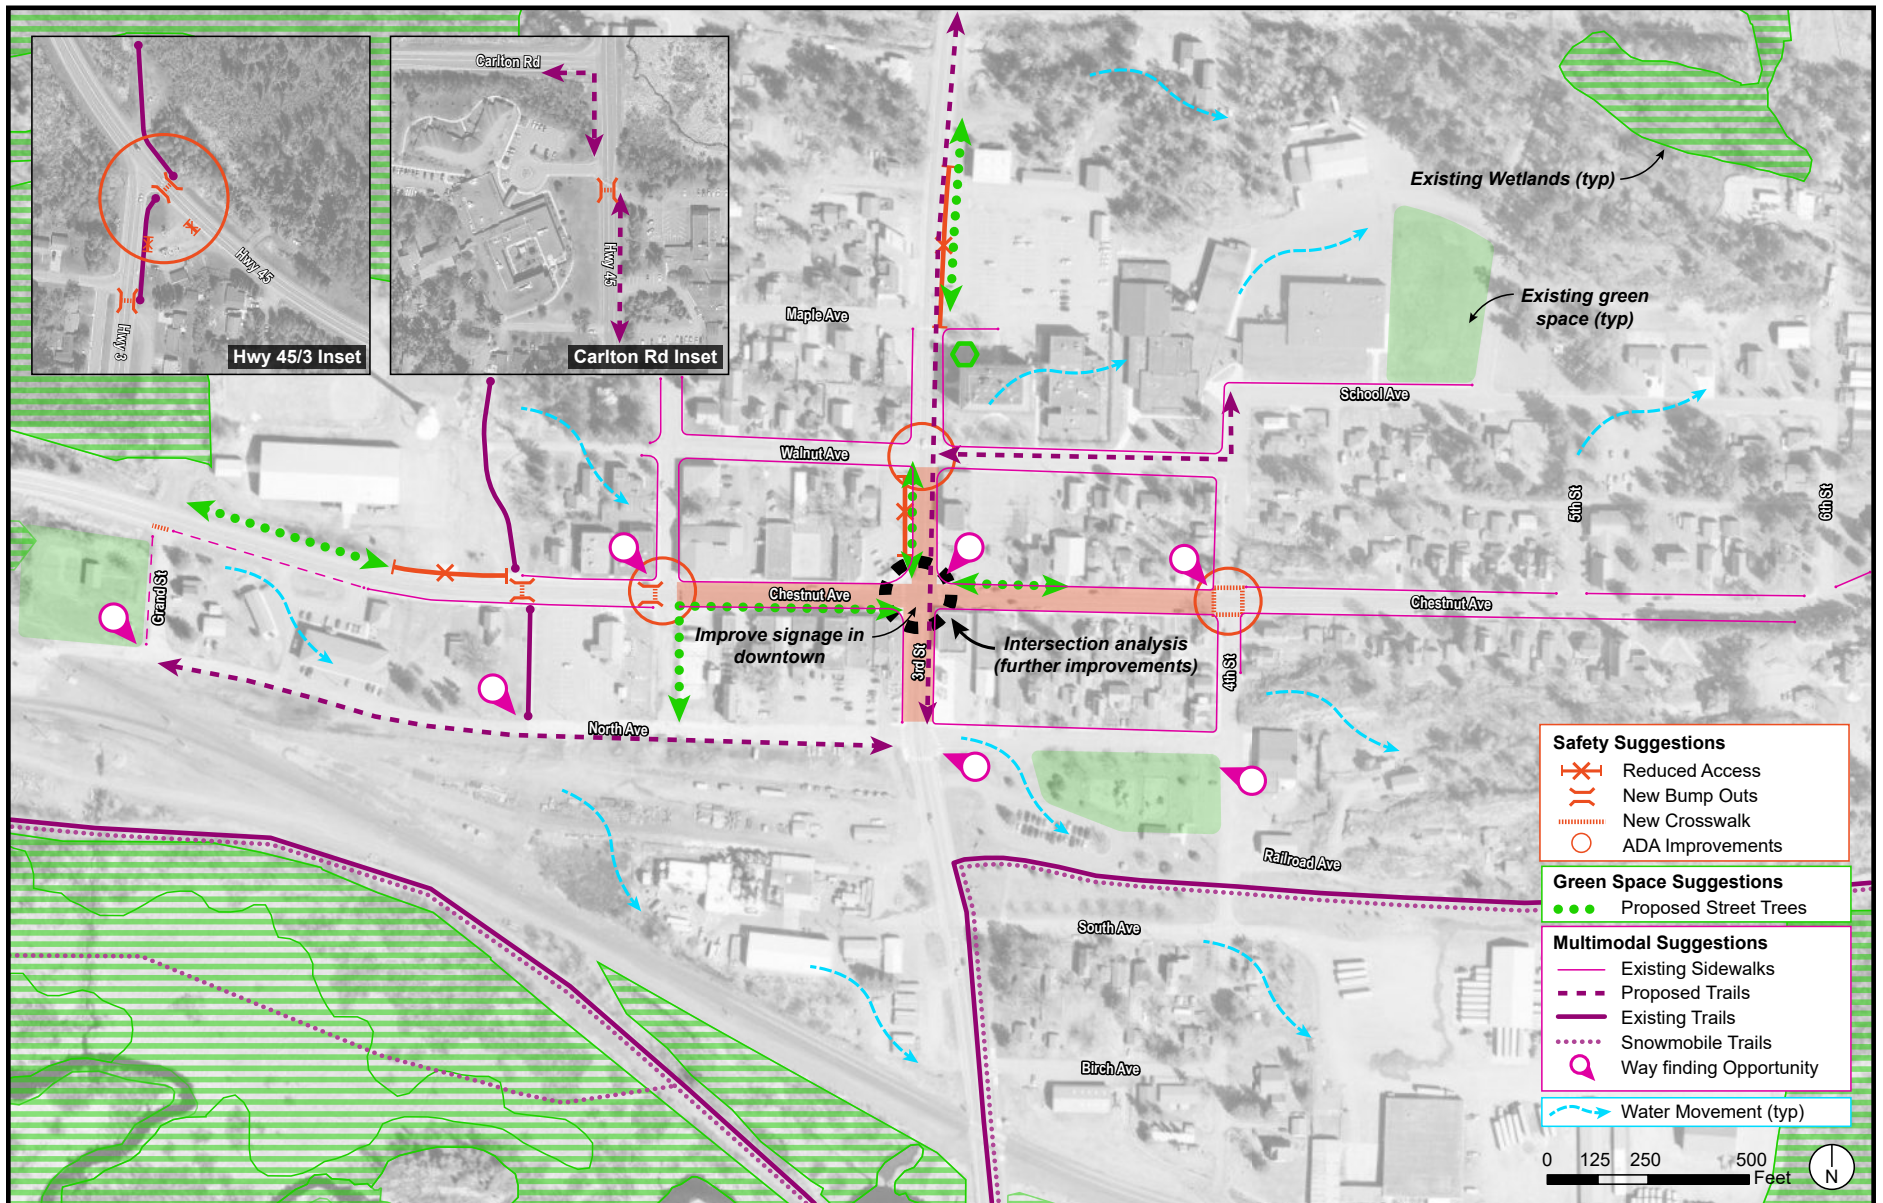 Carlton Rd
Hwy 45
Hwy 3
Hwy 45/3 Inset
Hwy 45
Carlton Rd Inset
Existing Wetlands (typ)
Existing green
space (typ)
Maple Ave
School Ave
Walnut Ave
5th St
6th St
Grand St
Chestnut Ave
Chestnut Ave
Improve signage in
downtown
Intersection analysis
(further improvements)
3rd St
4th St
North Ave
Railroad Ave
South Ave
Birch Ave
Safety Suggestions
Reduced Access
New Bump Outs
New Crosswalk
ADA Improvements
Green Space Suggestions
Proposed Street Trees
Multimodal Suggestions
Existing Sidewalks
Proposed Trails
Existing Trails
Snowmobile Trails
Way finding Opportunity
Water Movement (typ)
0 125 250 500
Feet
N